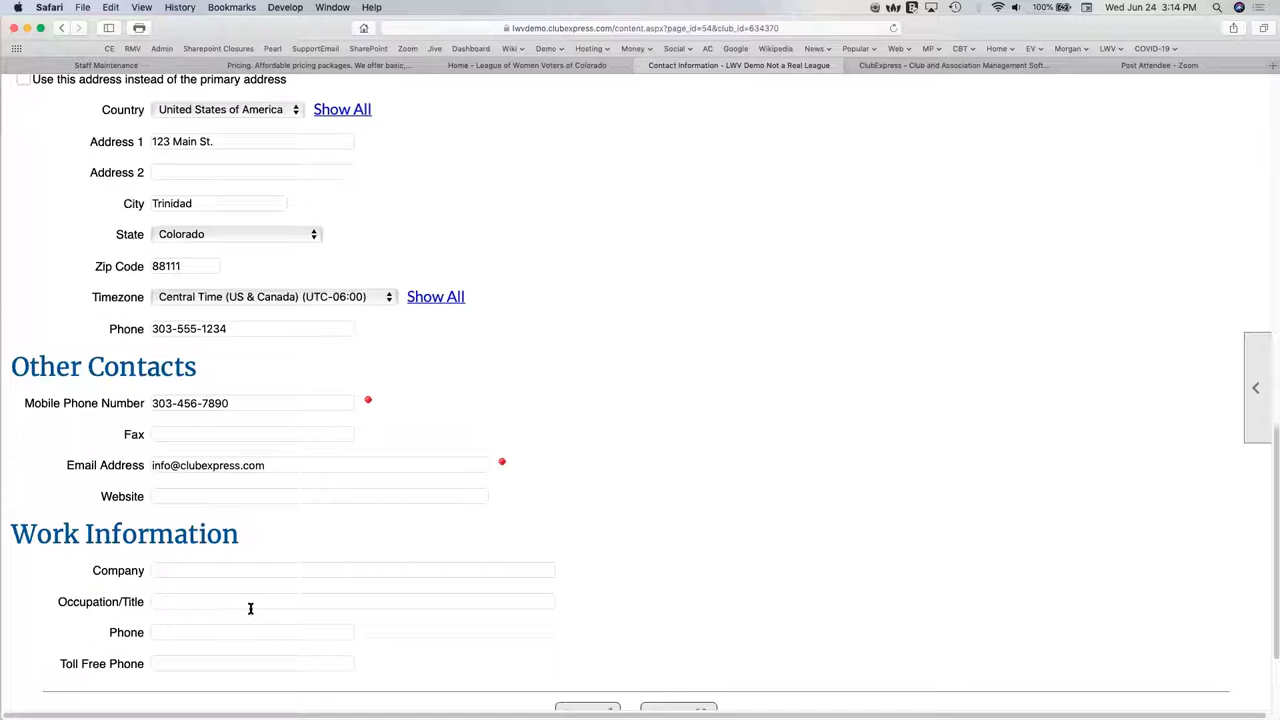 Safari File Edit View History Bookmarks Develop Window Help 100% Wed Jun 24 3:14 PM
lwvdemo.clubexpress.com/content.aspx?page_id=54&club_id=634370
CE RMV Admin Sharepoint Closures Pearl SupportEmail SharePoint Zoom Jive Dashboard Wiki Demo Hosting Money Social AC Google Wikipedia News Popular Web MP CBT Home EV Morgan LWV COVID-19
Staff Maintenance Pricing. Affordable pricing packages. We offer basic,... Home - League of Women Voters of Colorado Contact Information - LWV Demo Not a Real League ClubExpress - Club and Association Management Soft... Post Attendee - Zoom
Use this address instead of the primary address
Country United States of America Show All
Address 1 123 Main St.
Address 2
City Trinidad
State Colorado
Zip Code 88111
Timezone Central Time (US & Canada) (UTC-06:00) Show All
Phone 303-555-1234
Other Contacts
Mobile Phone Number 303-456-7890
Fax
Email Address info@clubexpress.com
Website
Work Information
Company
Occupation/Title
Phone
Toll Free Phone